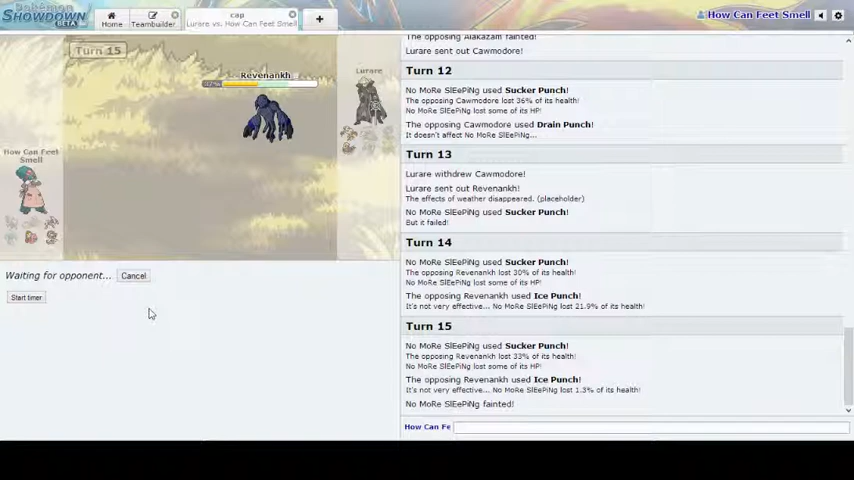 Pokémon
SHOWDOWN
BETA
Home
Teambuilder
cap
Lurare vs. How Can Feet Smell
+
How Can Feet Smell
Turn 15
Revenankh
37%
Lurare
How Can Feet
Smell
Waiting for opponent... Cancel
Start timer
The opposing Alakazam fainted!
Lurare sent out Cawmodore!
Turn 12
No MoRe SlEePiNg used Sucker Punch!
The opposing Cawmodore lost 36% of its health!
No MoRe SlEePiNg lost some of its HP!
The opposing Cawmodore used Drain Punch!
It doesn't affect No MoRe SlEePiNg...
Turn 13
Lurare withdrew Cawmodore!
Lurare sent out Revenankh!
The effects of weather disappeared. (placeholder)
No MoRe SlEePiNg used Sucker Punch!
But it failed!
Turn 14
No MoRe SlEePiNg used Sucker Punch!
The opposing Revenankh lost 30% of its health!
No MoRe SlEePiNg lost some of its HP!
The opposing Revenankh used Ice Punch!
It's not very effective... No MoRe SlEePiNg lost 21.9% of its health!
Turn 15
No MoRe SlEePiNg used Sucker Punch!
The opposing Revenankh lost 33% of its health!
No MoRe SlEePiNg lost some of its HP!
The opposing Revenankh used Ice Punch!
It's not very effective... No MoRe SlEePiNg lost 1.3% of its health!
No MoRe SlEePiNg fainted!
How Can Fe